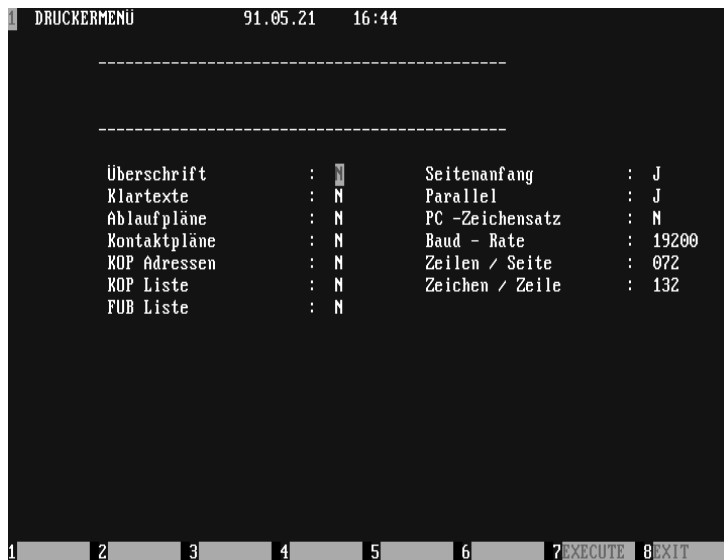 1 DRUCKERMENÜ 91.05.21 16:44
----------------------------------------------
----------------------------------------------
Überschrift : N Seitenanfang : J
Klartexte : N Parallel : J
Ablaufpläne : N PC -Zeichensatz : N
Kontaktpläne : N Baud - Rate : 19200
KOP Adressen : N Zeilen / Seite : 072
KOP Liste : N Zeichen / Zeile : 132
FUB Liste : N
1 2 3 4 5 6 7EXECUTE 8EXIT